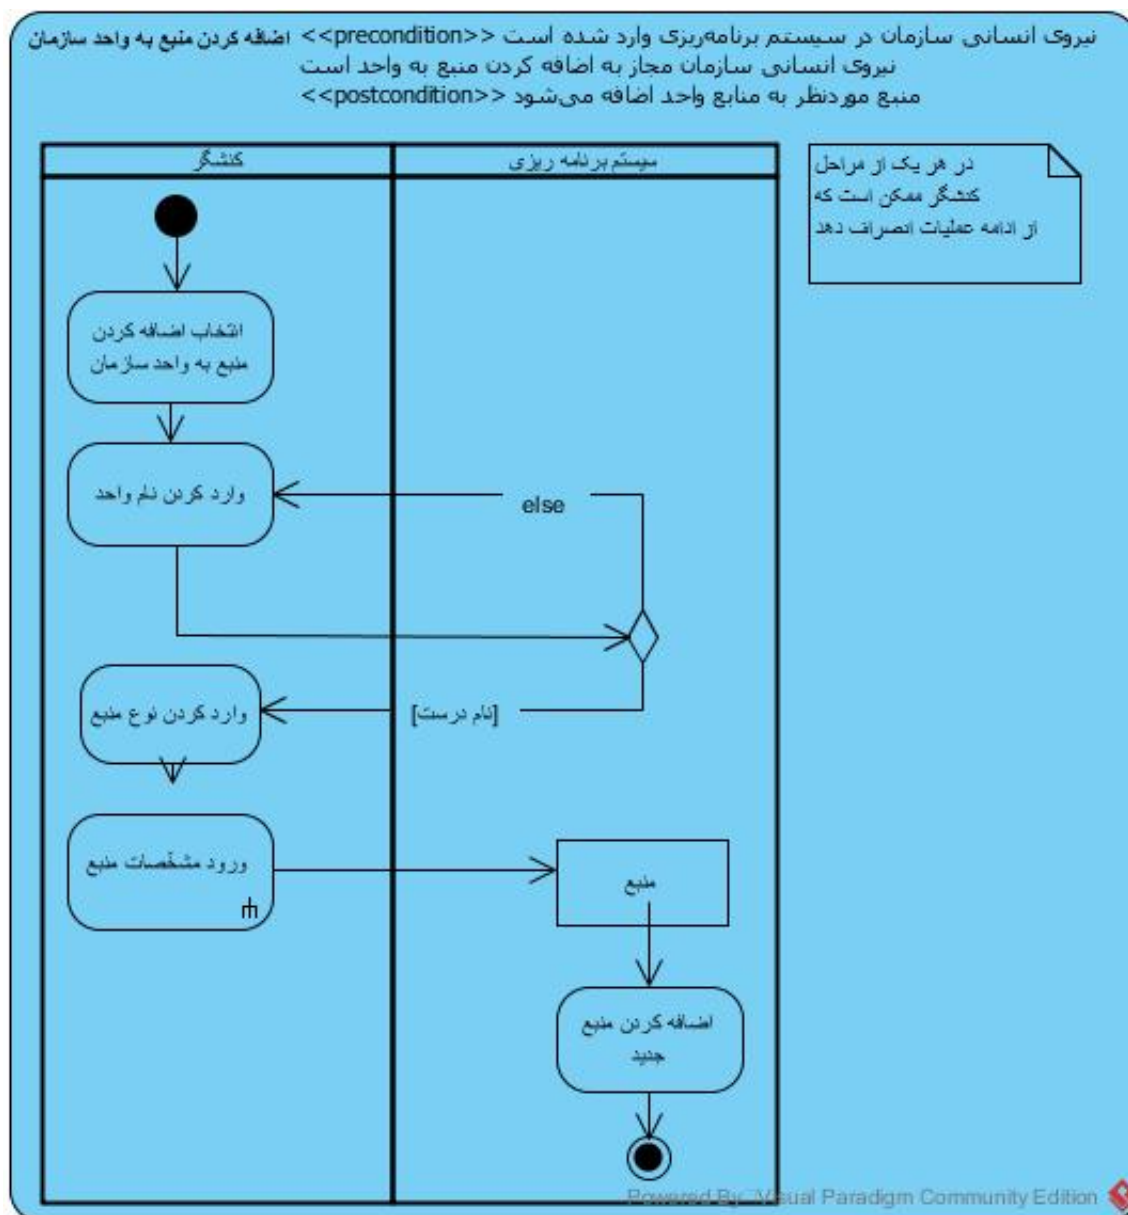 اضافه کردن منبع به واحد سازمان <<precondition>> نیروی انسانی سازمان در سیستم برنامه‌ریزی وارد شده است
نیروی انسانی سازمان مجاز به اضافه کردن منبع به واحد است
<<postcondition>> منبع موردنظر به منابع واحد اضافه می‌شود
کنشگر
سیستم برنامه ریزی
در هر یک از مراحل
کنشگر ممکن است که
از ادامه عملیات انصراف دهد
انتخاب اضافه کردن
منبع به واحد سازمان
وارد کردن نام واحد
else
وارد کردن نوع منبع
[نام درست]
ورود مشخّصات منبع
منبع
اضافه کردن منبع
جدید
Powered By: Visual Paradigm Community Edition